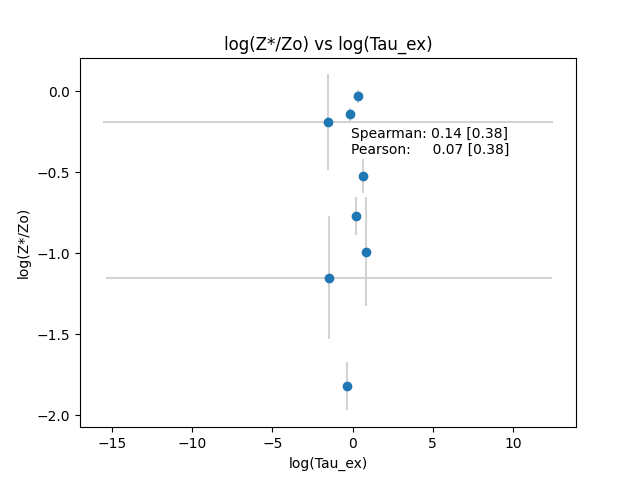 log(Z*/Zo) vs log(Tau_ex)
0.0
Spearman: 0.14 [0.38]
Pearson: 0.07 [0.38]
−0.5
log(Z*/Zo)
−1.0
−1.5
−2.0
−15 −10 −5 0 5 10
log(Tau_ex)